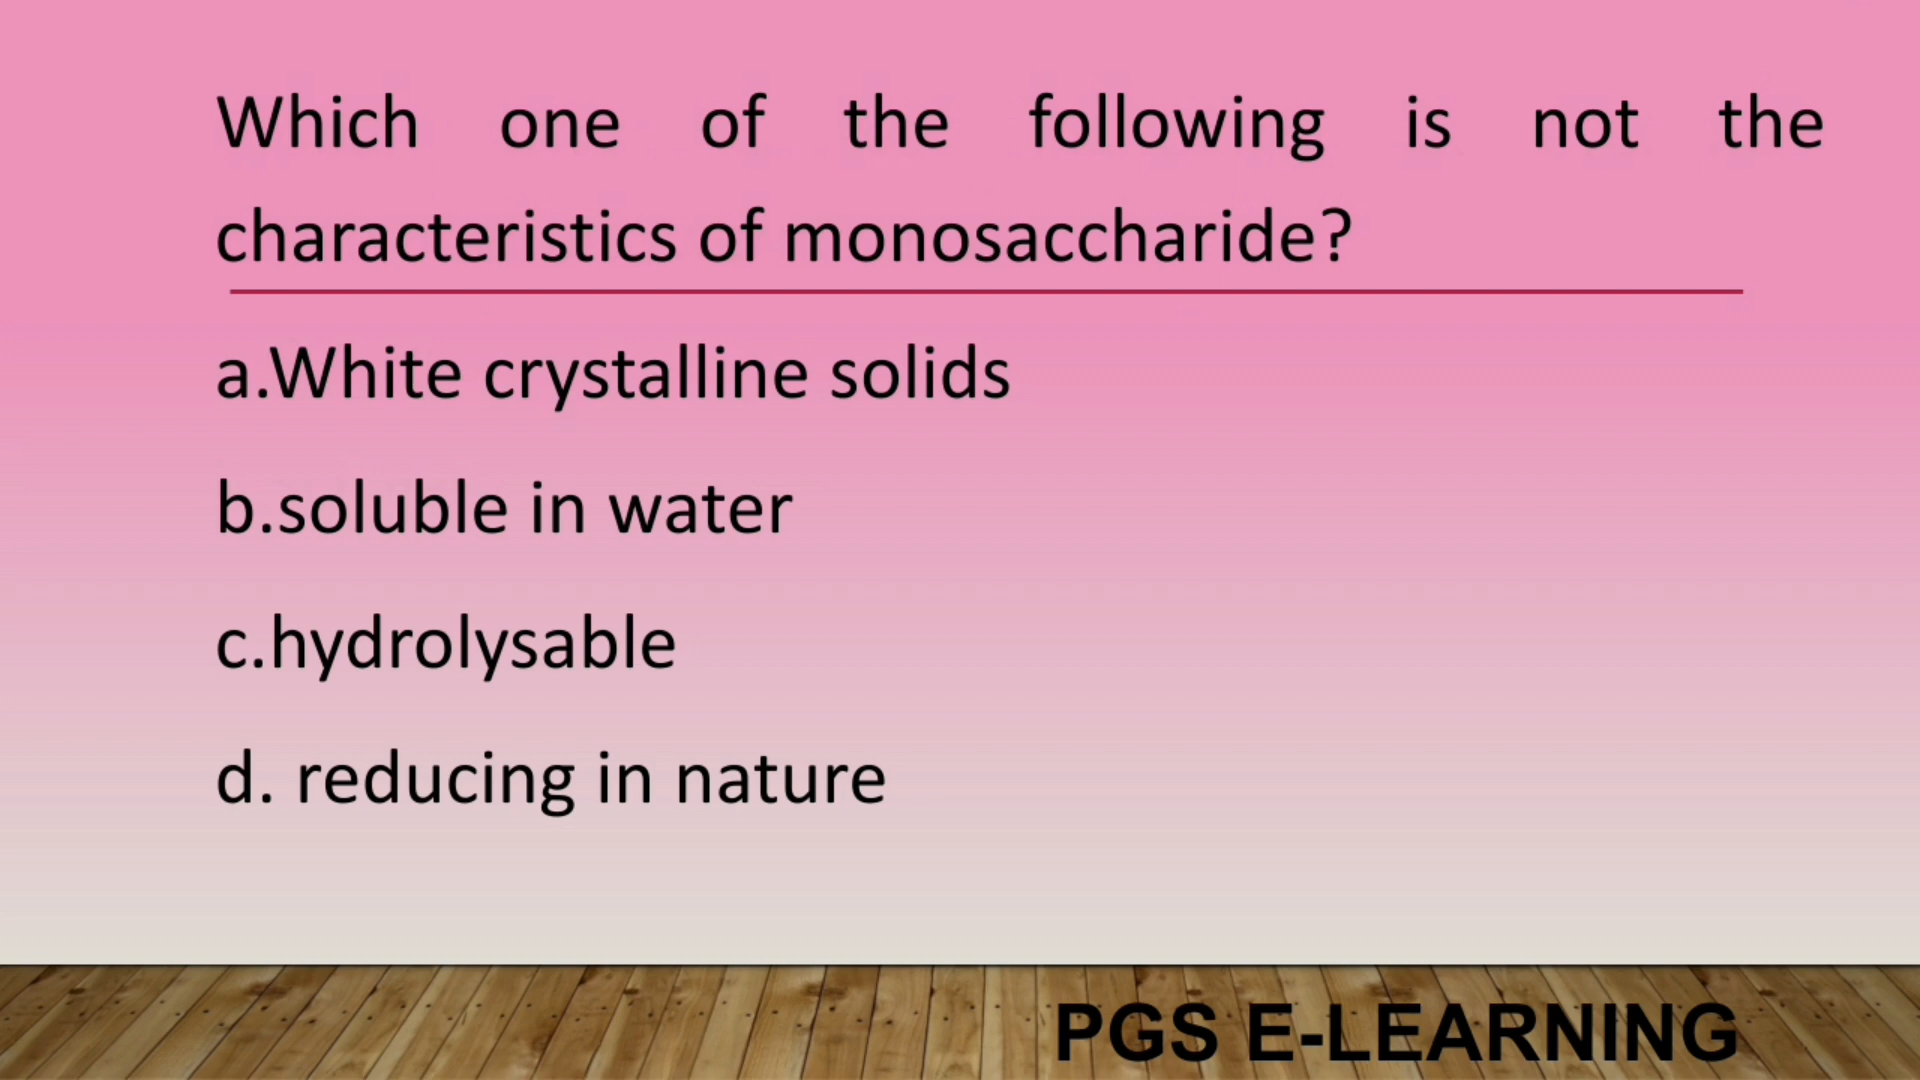 Which one of the following is not the
characteristics of monosaccharide?
a.White crystalline solids
b.soluble in water
c.hydrolysable
d. reducing in nature
PGS E-LEARNING